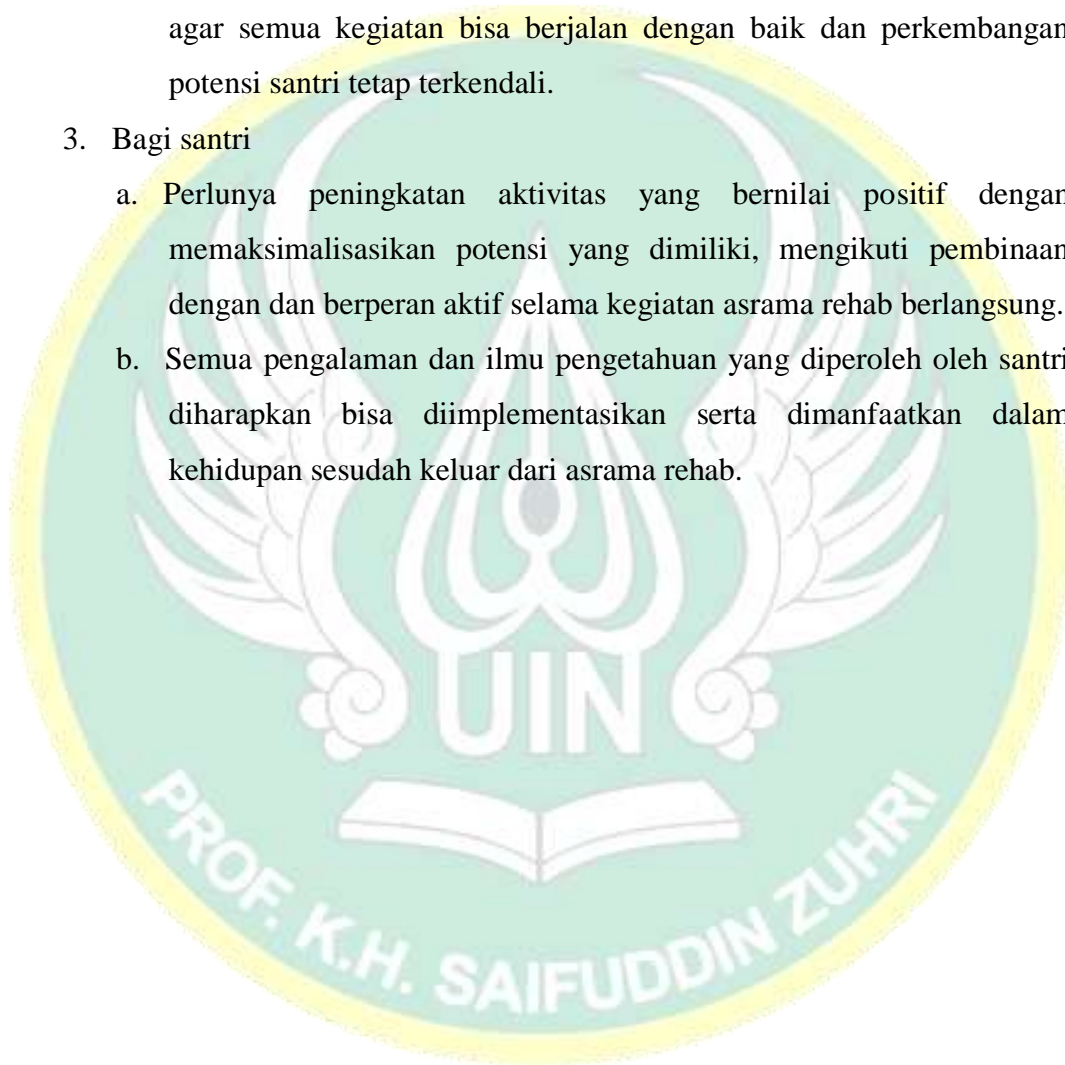 agar semua kegiatan bisa berjalan dengan baik dan perkembangan
potensi santri tetap terkendali.
3. Bagi santri
a. Perlunya peningkatan aktivitas yang bernilai positif dengan
memaksimalisasikan potensi yang dimiliki, mengikuti pembinaan
dengan dan berperan aktif selama kegiatan asrama rehab berlangsung.
b. Semua pengalaman dan ilmu pengetahuan yang diperoleh oleh santri
diharapkan bisa diimplementasikan serta dimanfaatkan dalam
kehidupan sesudah keluar dari asrama rehab.
UIN
PROF. K.H. SAIFUDDIN ZUHRI